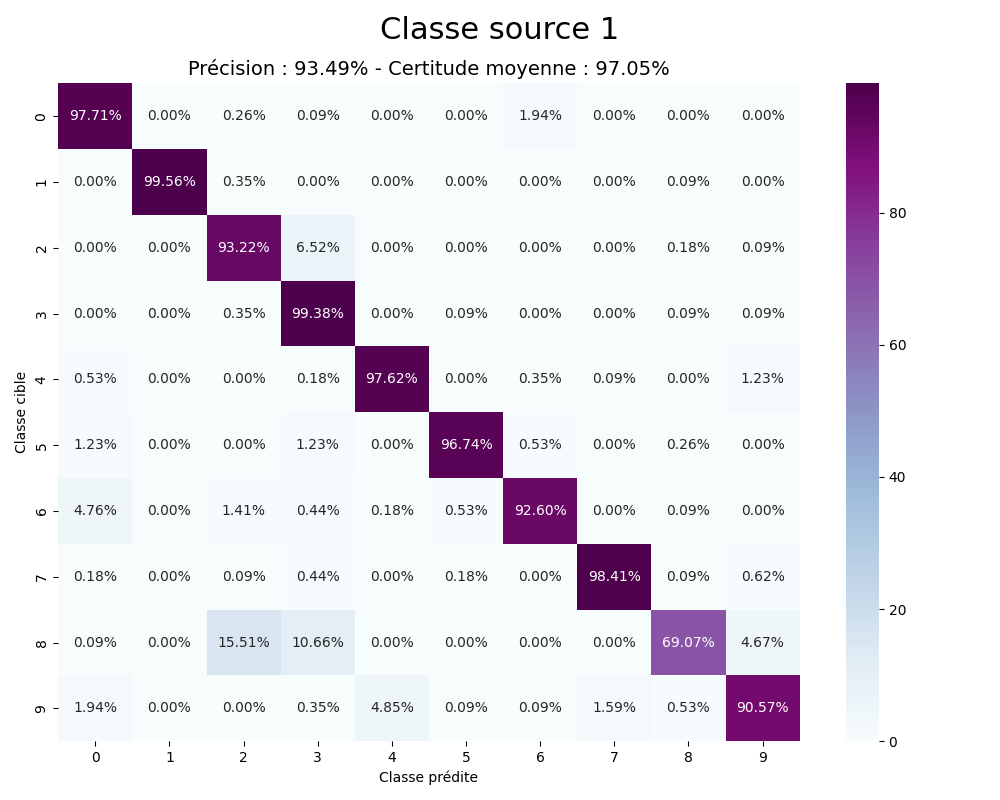 Classe source 1
Précision : 93.49% - Certitude moyenne : 97.05%
0 97.71% 0.00% 0.26% 0.09% 0.00% 0.00% 1.94% 0.00% 0.00% 0.00%
1 0.00% 99.56% 0.35% 0.00% 0.00% 0.00% 0.00% 0.00% 0.09% 0.00%
80
2 0.00% 0.00% 93.22% 6.52% 0.00% 0.00% 0.00% 0.00% 0.18% 0.09%
3 0.00% 0.00% 0.35% 99.38% 0.00% 0.09% 0.00% 0.00% 0.09% 0.09%
60
4 0.53% 0.00% 0.00% 0.18% 97.62% 0.00% 0.35% 0.09% 0.00% 1.23%
Classe cible
5 1.23% 0.00% 0.00% 1.23% 0.00% 96.74% 0.53% 0.00% 0.26% 0.00%
40
6 4.76% 0.00% 1.41% 0.44% 0.18% 0.53% 92.60% 0.00% 0.09% 0.00%
7 0.18% 0.00% 0.09% 0.44% 0.00% 0.18% 0.00% 98.41% 0.09% 0.62%
20
8 0.09% 0.00% 15.51% 10.66% 0.00% 0.00% 0.00% 0.00% 69.07% 4.67%
9 1.94% 0.00% 0.00% 0.35% 4.85% 0.09% 0.09% 1.59% 0.53% 90.57%
0
0 1 2 3 4 5 6 7 8 9
Classe prédite